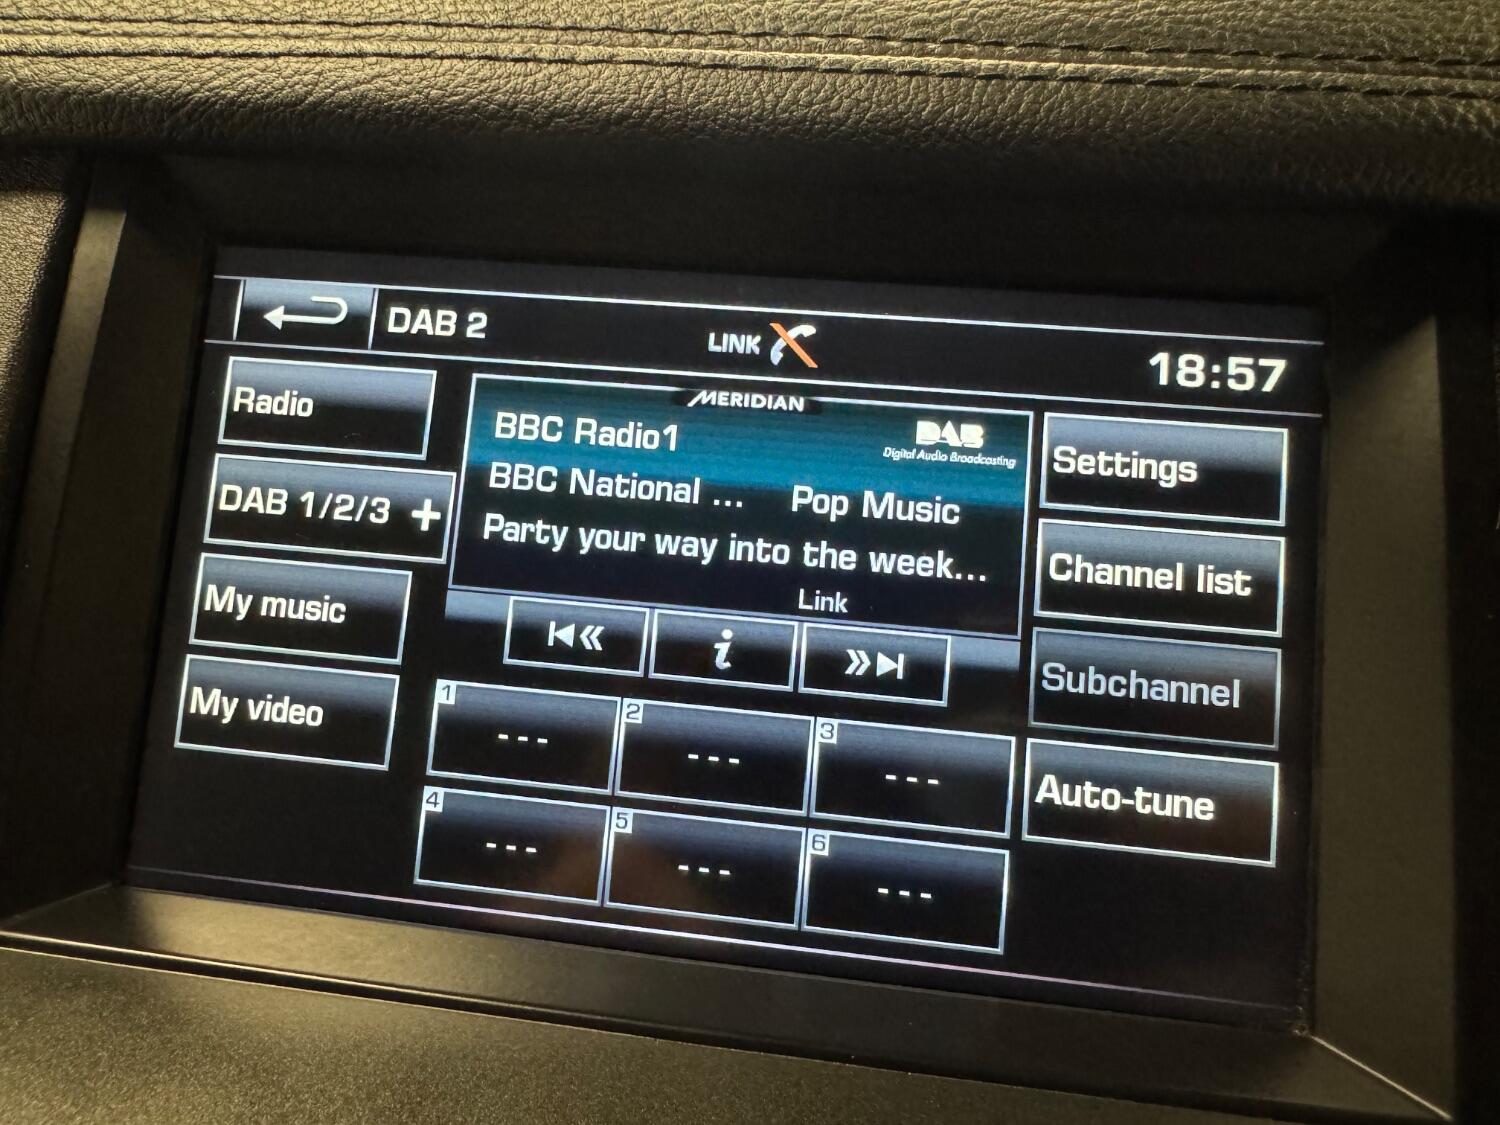 DAB 2
LINK
18:57
Radio
DAB 1/2/3 +
My music
My video
MERIDIAN
BBC Radio1
DAB
Digital Audio Broadcasting
BBC National ... Pop Music
Party your way into the week...
Link
i
1 ---
2 ---
3 ---
4 ---
5 ---
6 ---
Settings
Channel list
Subchannel
Auto-tune